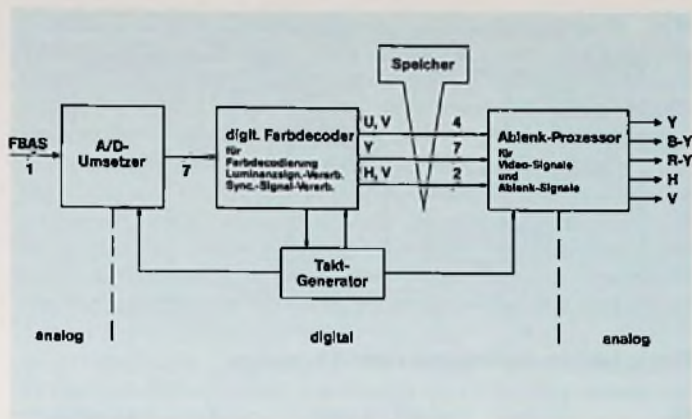 Speicher
FBAS
1
A/D-
Umsetzer
7
digit. Farbdecoder
für
Farbdecodierung
Luminanzsign.-Verarb.
Sync.-Signal-Verarb.
U, V 4
Y 7
H, V 2
Ablenk-Prozessor
für
Video-Signale
und
Ablenk-Signale
Y
B-Y
R-Y
H
V
Takt-
Generator
analog
digital
analog